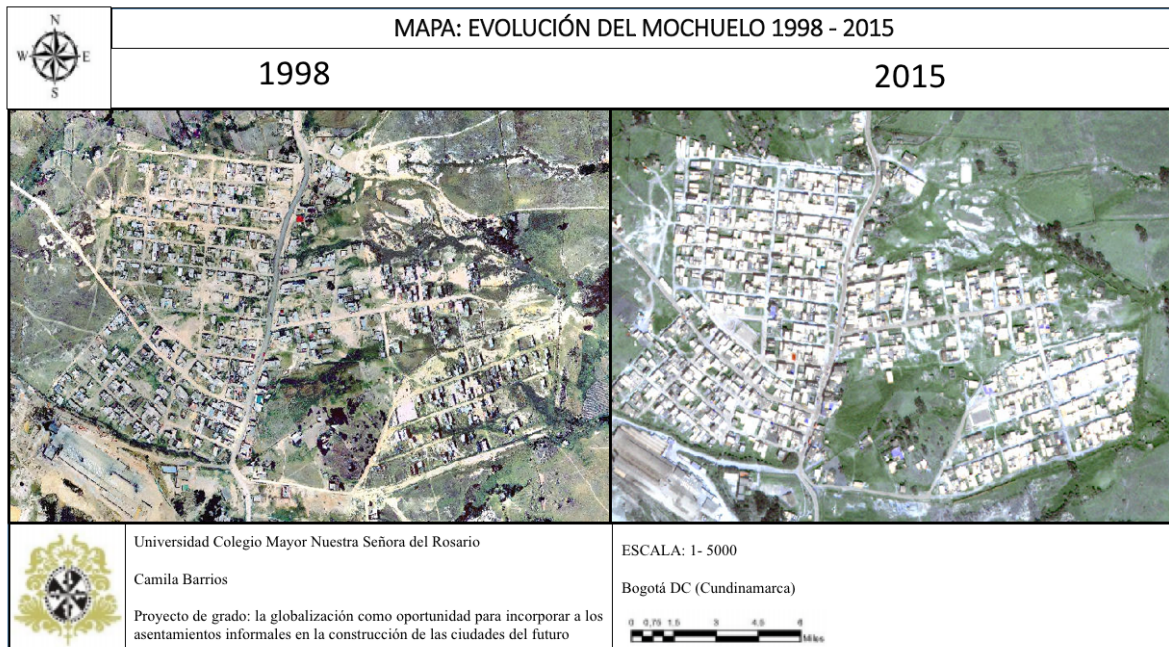 N
W E
S
MAPA: EVOLUCIÓN DEL MOCHUELO 1998 - 2015
1998
2015
Universidad Colegio Mayor Nuestra Señora del Rosario
Camila Barrios
Proyecto de grado: la globalización como oportunidad para incorporar a los
asentamientos informales en la construcción de las ciudades del futuro
ESCALA: 1- 5000
Bogotá DC (Cundinamarca)
0 0,75 1,5 3 4,5 6
Miles